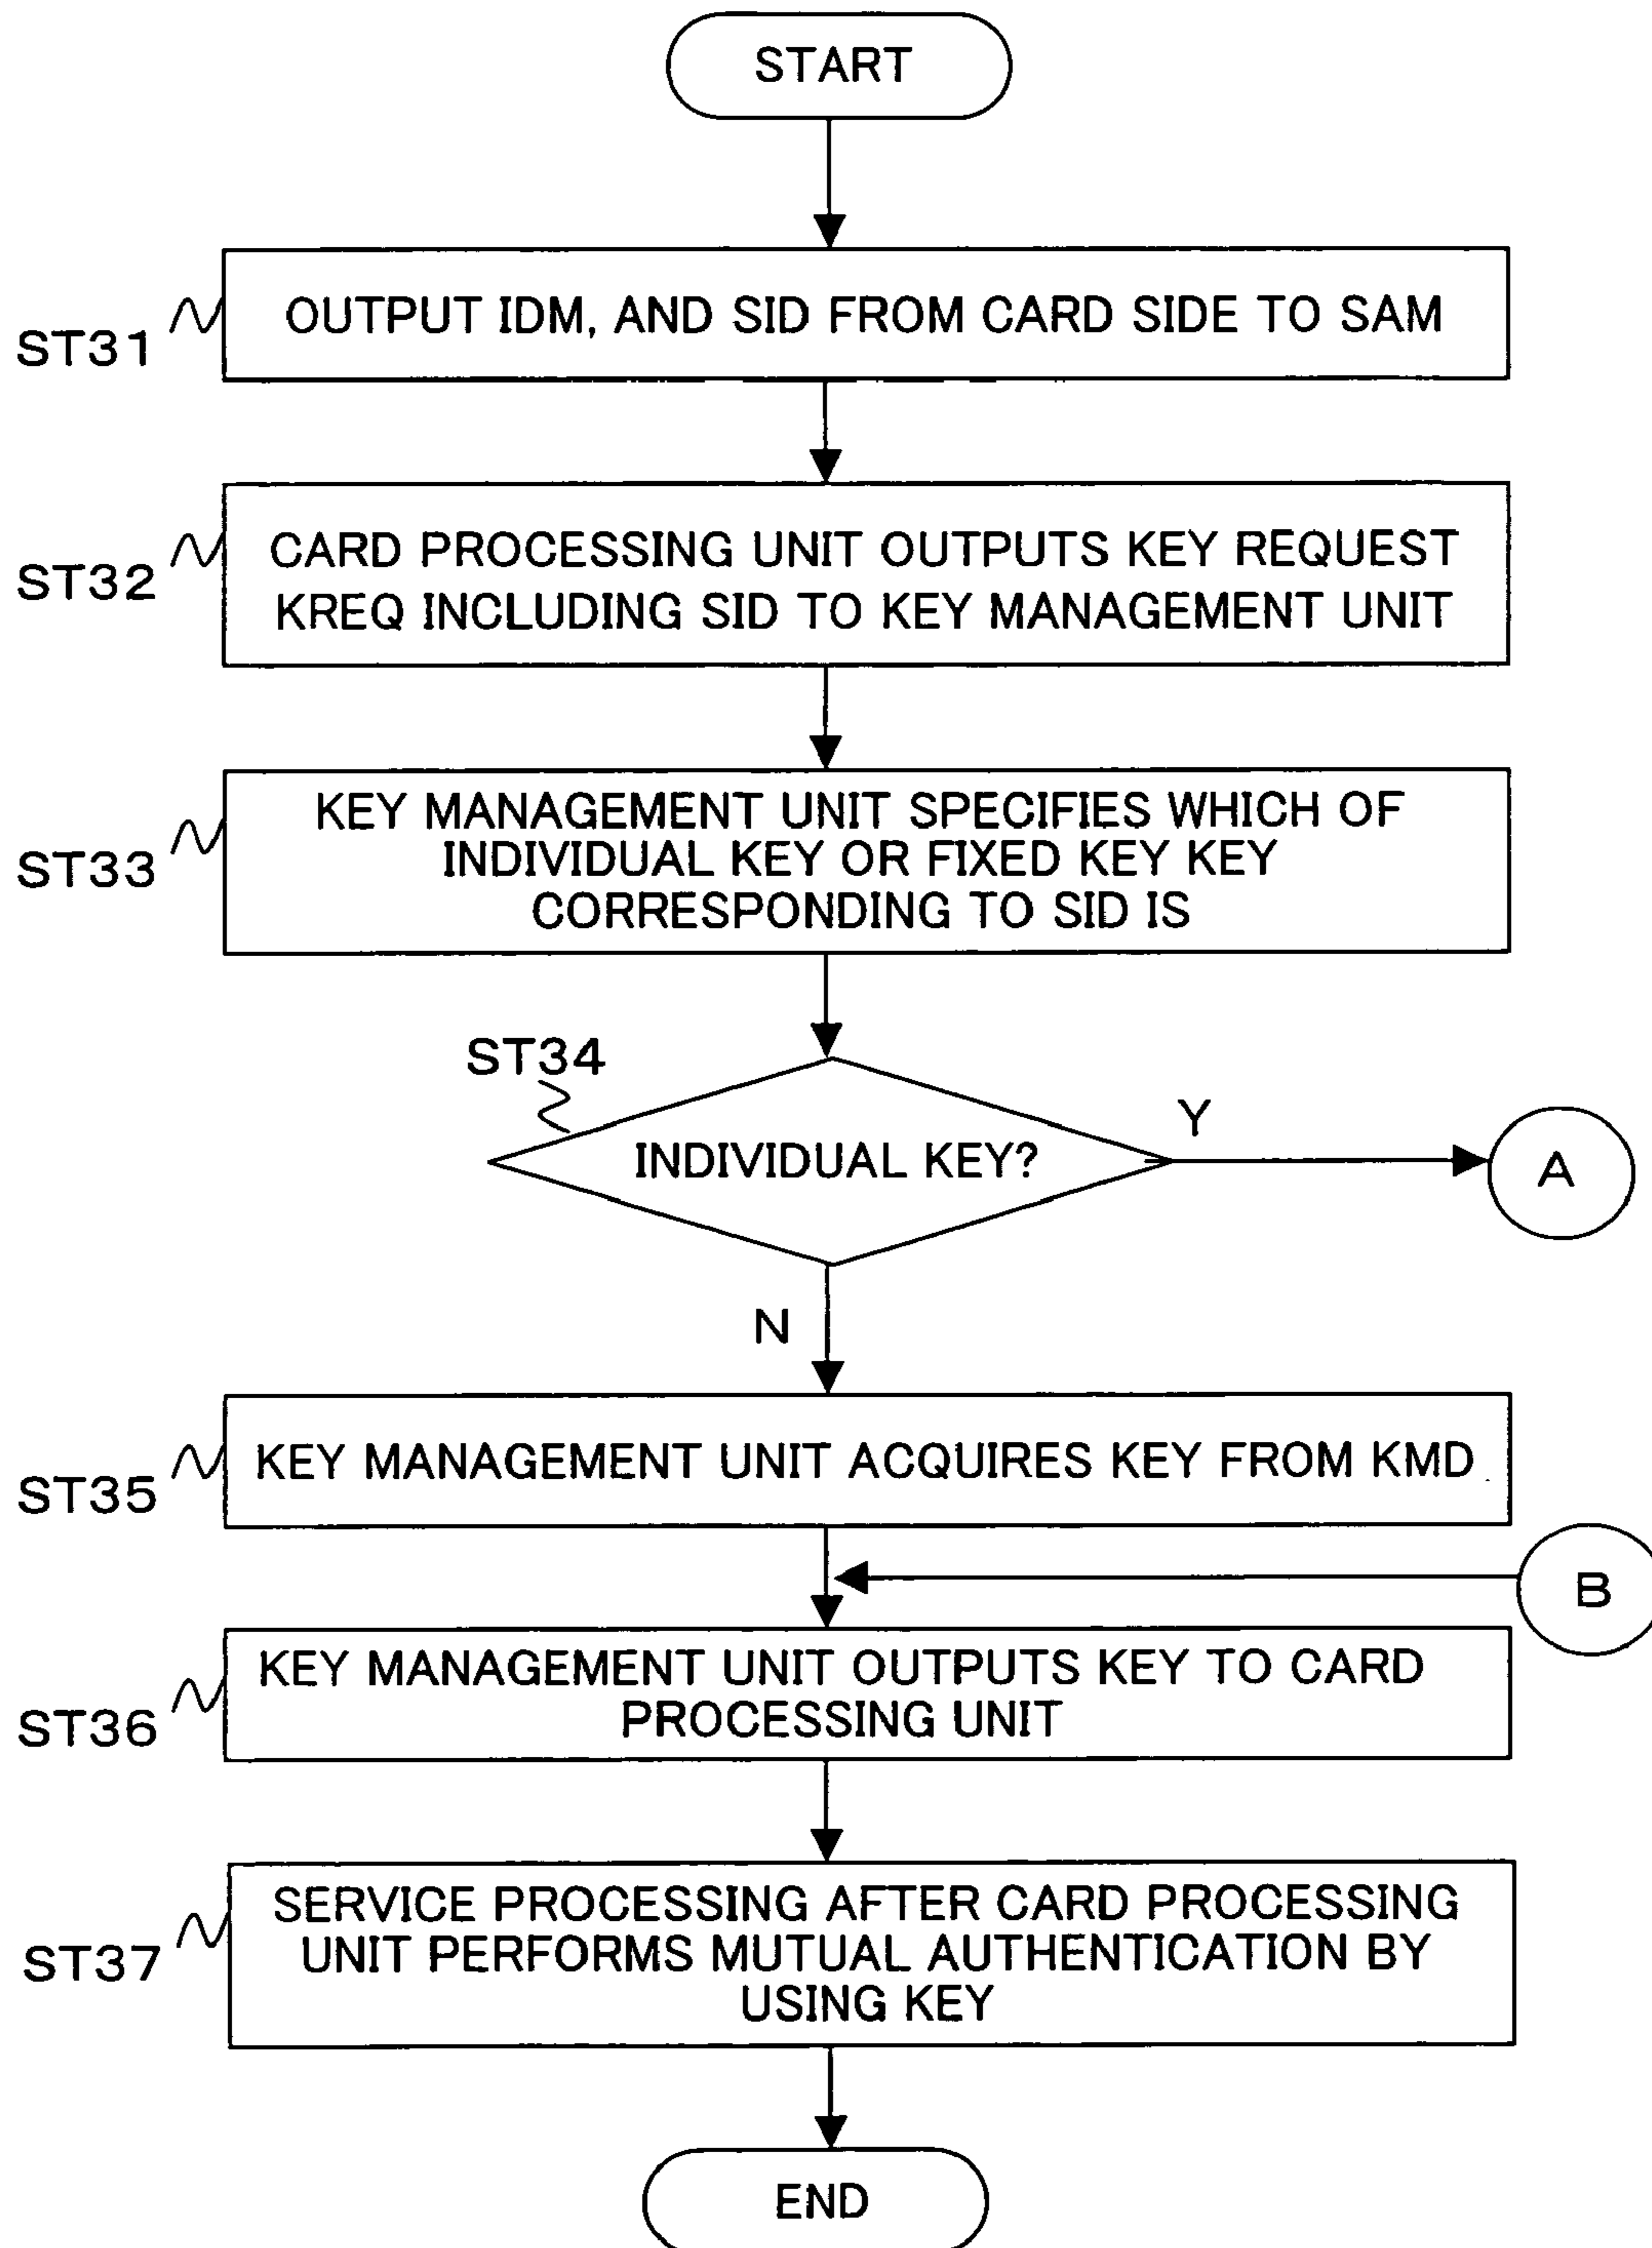 START
ST31
OUTPUT IDM, AND SID FROM CARD SIDE TO SAM
ST32
CARD PROCESSING UNIT OUTPUTS KEY REQUEST
KREQ INCLUDING SID TO KEY MANAGEMENT UNIT
ST33
KEY MANAGEMENT UNIT SPECIFIES WHICH OF
INDIVIDUAL KEY OR FIXED KEY KEY
CORRESPONDING TO SID IS
ST34
INDIVIDUAL KEY?
Y
A
N
ST35
KEY MANAGEMENT UNIT ACQUIRES KEY FROM KMD
B
ST36
KEY MANAGEMENT UNIT OUTPUTS KEY TO CARD
PROCESSING UNIT
ST37
SERVICE PROCESSING AFTER CARD PROCESSING
UNIT PERFORMS MUTUAL AUTHENTICATION BY
USING KEY
END